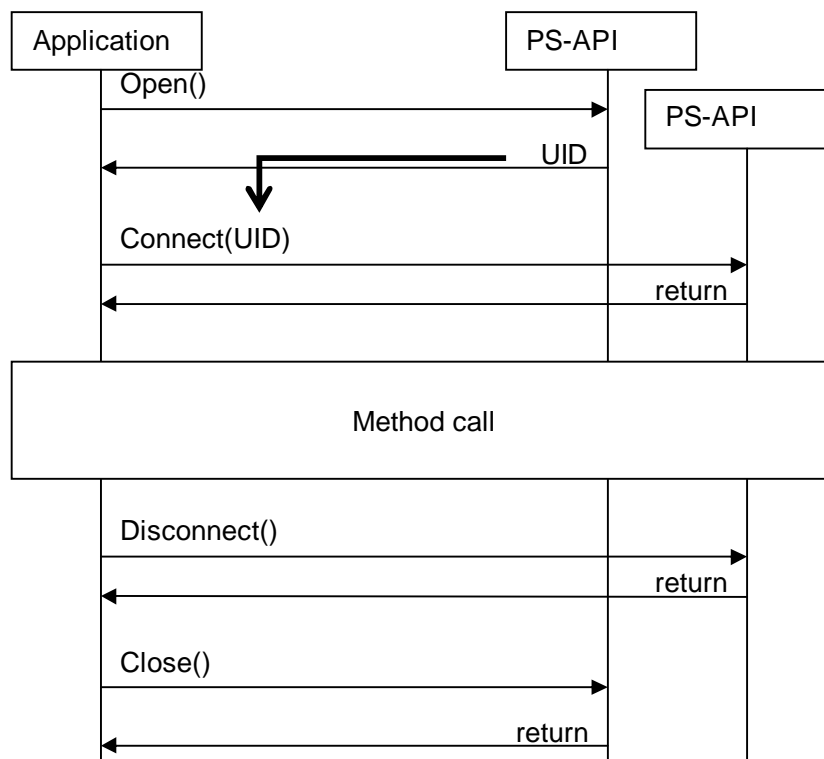 Application
PS-API
Open()
PS-API
UID
Connect(UID)
return
Method call
Disconnect()
return
Close()
return